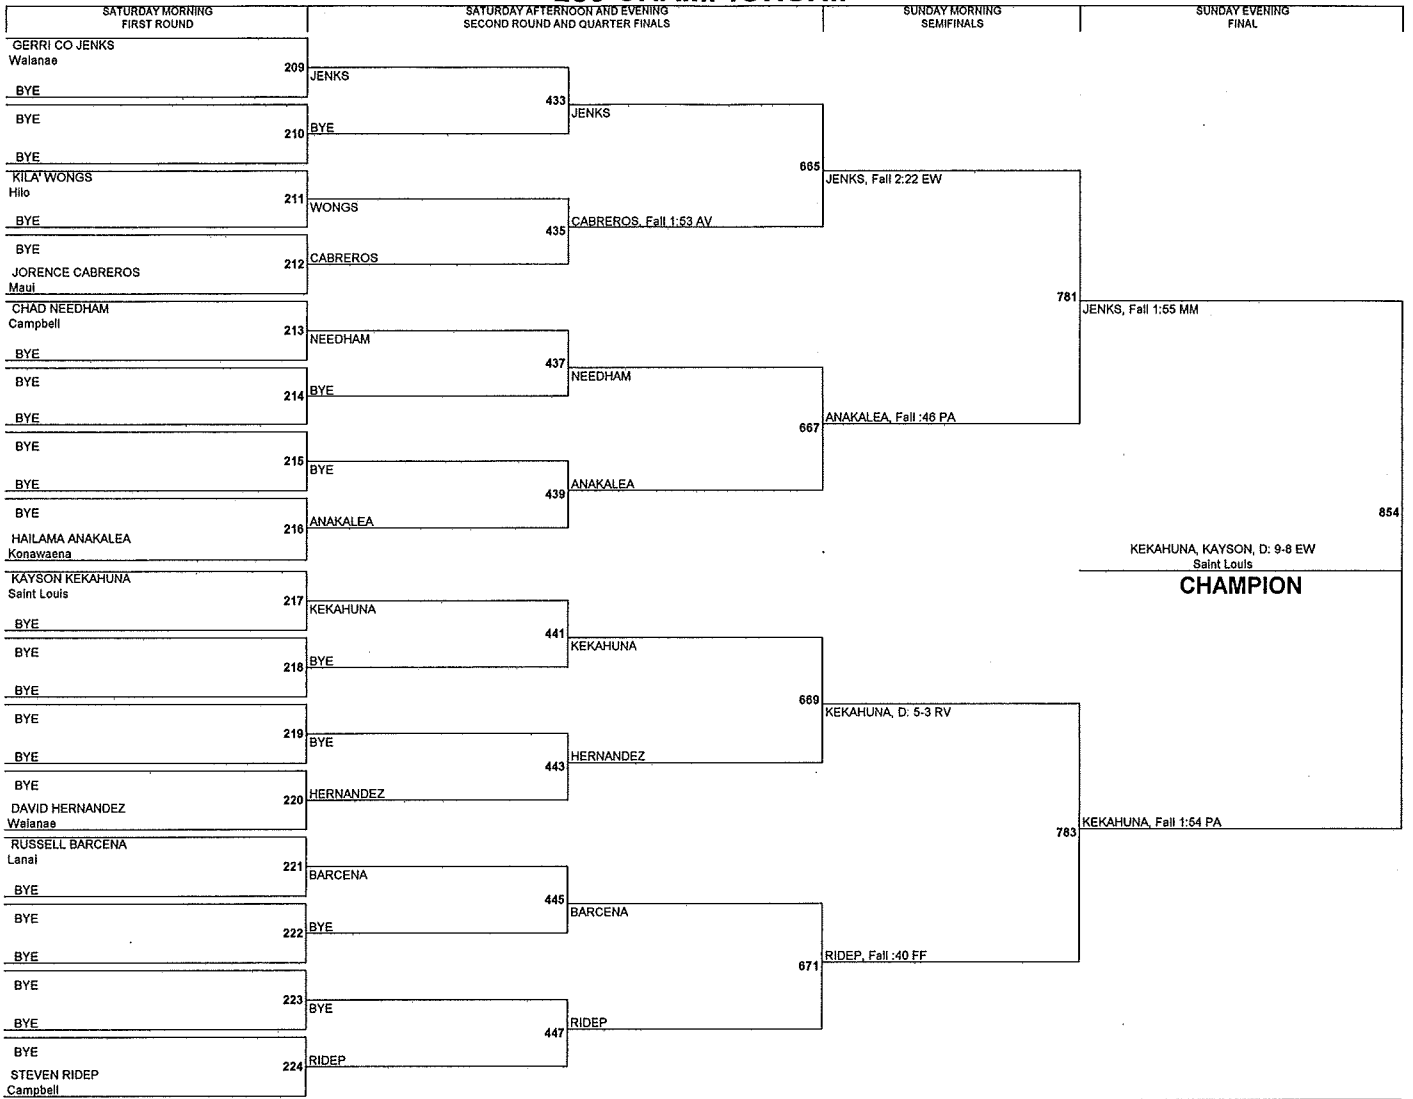 SATURDAY MORNING
FIRST ROUND
SATURDAY AFTERNOON AND EVENING
SECOND ROUND AND QUARTER FINALS
SUNDAY MORNING
SEMIFINALS
SUNDAY EVENING
FINAL
GERRI CO JENKS
Waianae
209
BYE
BYE
210
BYE
KILA' WONGS
Hilo
211
BYE
BYE
212
JORENCE CABREROS
Maui
CHAD NEEDHAM
Campbell
213
BYE
BYE
214
BYE
BYE
215
BYE
BYE
216
HAILAMA ANAKALEA
Konawaena
KAYSON KEKAHUNA
Saint Louis
217
BYE
BYE
218
BYE
BYE
219
BYE
BYE
220
DAVID HERNANDEZ
Waianae
RUSSELL BARCENA
Lanai
221
BYE
BYE
222
BYE
BYE
223
BYE
BYE
224
STEVEN RIDEP
Campbell
JENKS
433
BYE
WONGS
435
CABREROS
NEEDHAM
437
BYE
BYE
439
ANAKALEA
KEKAHUNA
441
BYE
BYE
443
HERNANDEZ
BARCENA
445
BYE
BYE
447
RIDEP
JENKS
665
CABREROS, Fall 1:53 AV
NEEDHAM
667
ANAKALEA
KEKAHUNA
669
HERNANDEZ
BARCENA
671
RIDEP
JENKS, Fall 2:22 EW
781
ANAKALEA, Fall :46 PA
KEKAHUNA, D: 5-3 RV
783
RIDEP, Fall :40 FF
JENKS, Fall 1:55 MM
854
KEKAHUNA, KAYSON, D: 9-8 EW
Saint Louis
CHAMPION
KEKAHUNA, Fall 1:54 PA